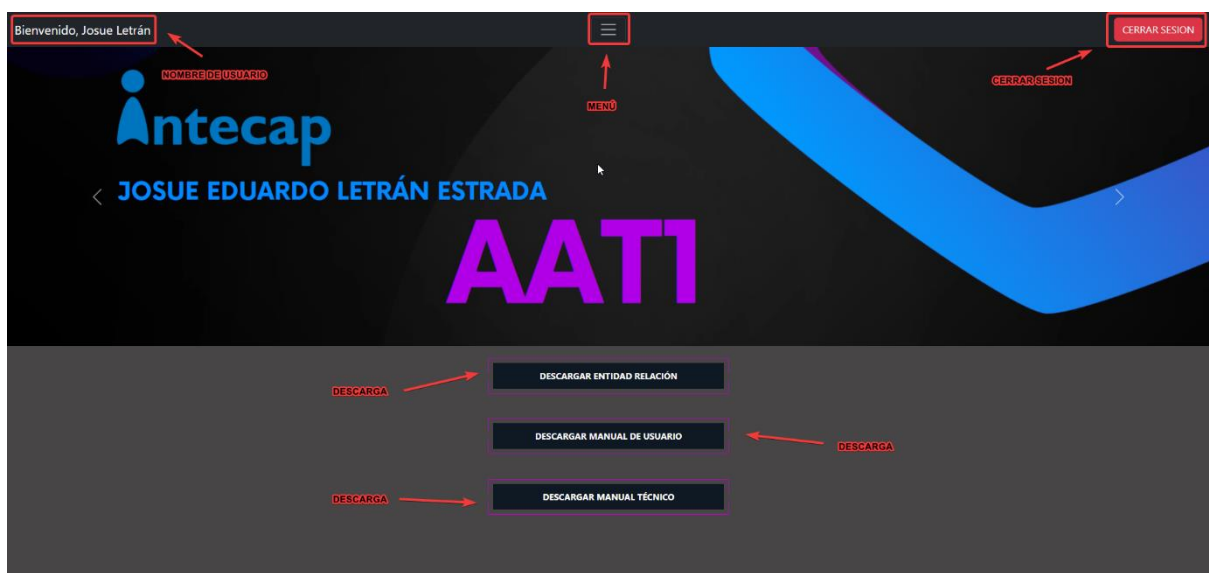 Bienvenido, Josue Letrán
CERRAR SESION
NOMBRE DE USUARIO
MENÚ
CERRAR SESION
intecap
JOSUE EDUARDO LETRÁN ESTRADA
AAT1
DESCARGAR ENTIDAD RELACIÓN
DESCARGA
DESCARGAR MANUAL DE USUARIO
DESCARGA
DESCARGA
DESCARGAR MANUAL TÉCNICO